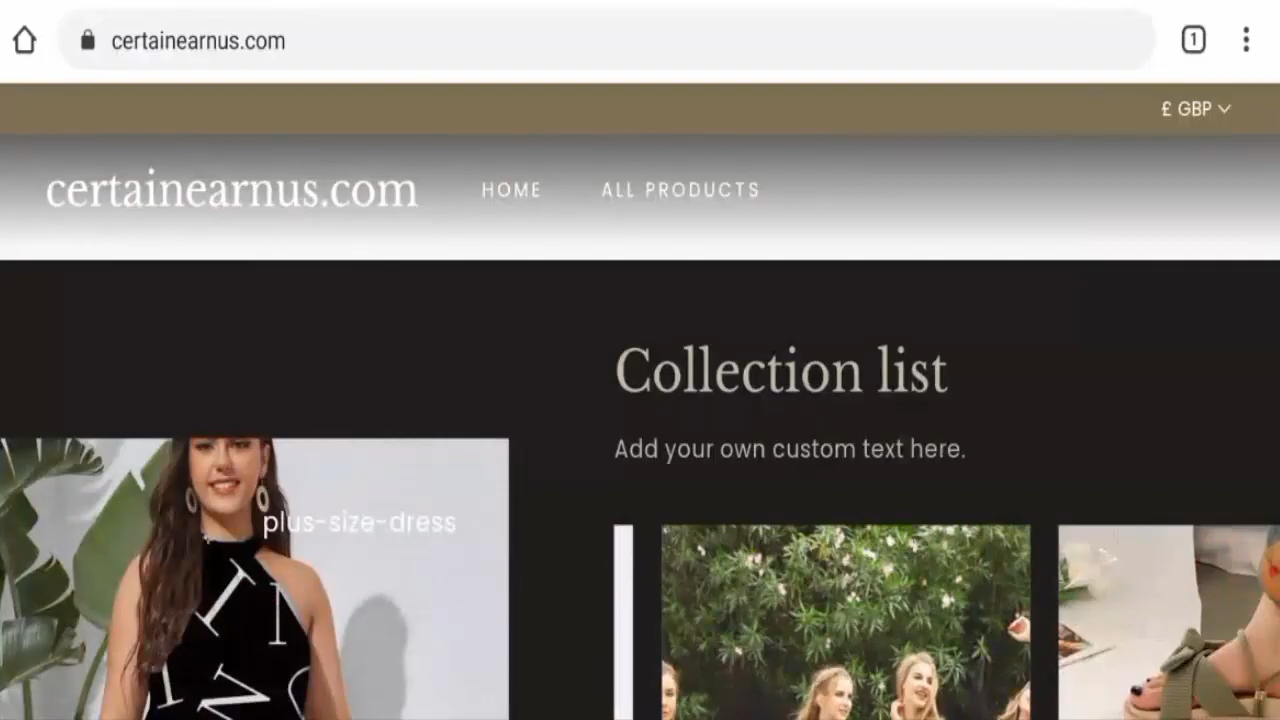 certainearnus.com
1
£ GBP
certainearnus.com
HOME
ALL PRODUCTS
Collection list
Add your own custom text here.
plus-size-dress